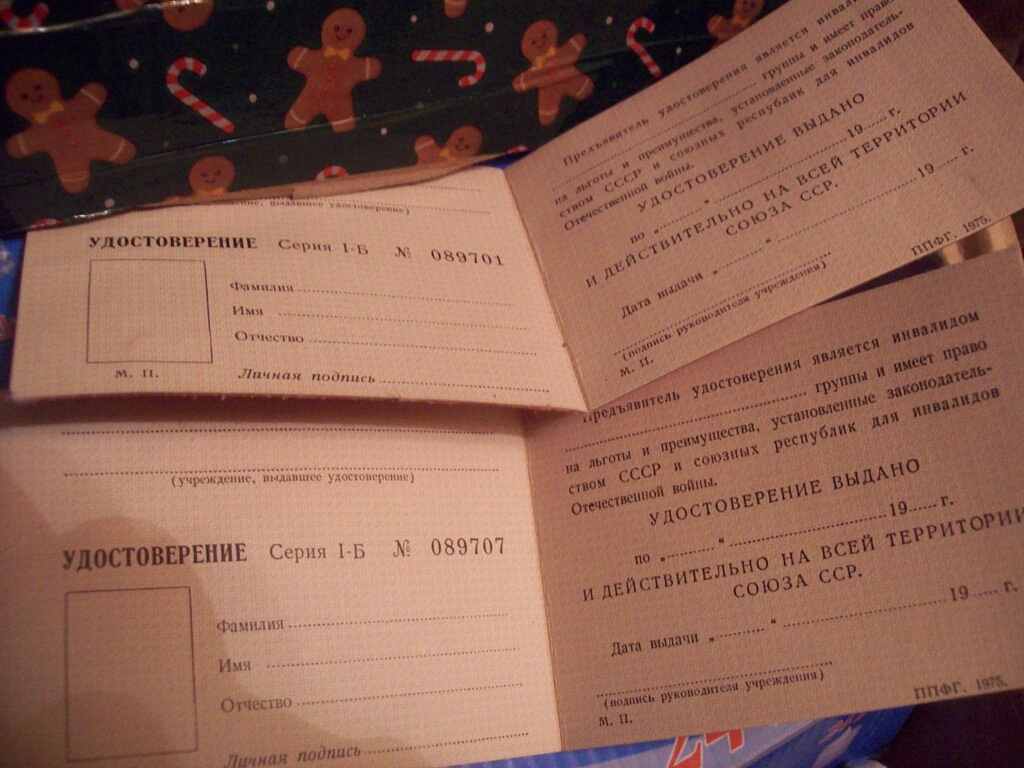 выдавшее удостоверение)
УДОСТОВЕРЕНИЕ Серия I-Б № 089701
Фамилия
Имя
Отчество
М. П.
Личная подпись
Предъявитель удостоверения является
группы и имеет право
на льготы и преимущества, установленные законодатель-
ством СССР и союзных республик для инвалидов
Отечественной войны.
УДОСТОВЕРЕНИЕ ВЫДАНО
по „ “ 19 г.
И ДЕЙСТВИТЕЛЬНО НА ВСЕЙ ТЕРРИТОРИИ
СОЮЗА ССР.
Дата выдачи „ “ 19 г.
(подпись руководителя учреждения)
М. П.
ППФГ. 1975.
(учреждение, выдавшее удостоверение)
УДОСТОВЕРЕНИЕ Серия I-Б № 089707
Фамилия
Имя
Отчество
Личная подпись
Предъявитель удостоверения является инвалидом
группы и имеет право
на льготы и преимущества, установленные законодатель-
ством СССР и союзных республик для инвалидов
Отечественной войны.
УДОСТОВЕРЕНИЕ ВЫДАНО
по „ “ 19 г.
И ДЕЙСТВИТЕЛЬНО НА ВСЕЙ ТЕРРИТОРИИ
СОЮЗА ССР.
Дата выдачи „ “ 19 г.
(подпись руководителя учреждения)
М. П.
ППФГ. 1975.